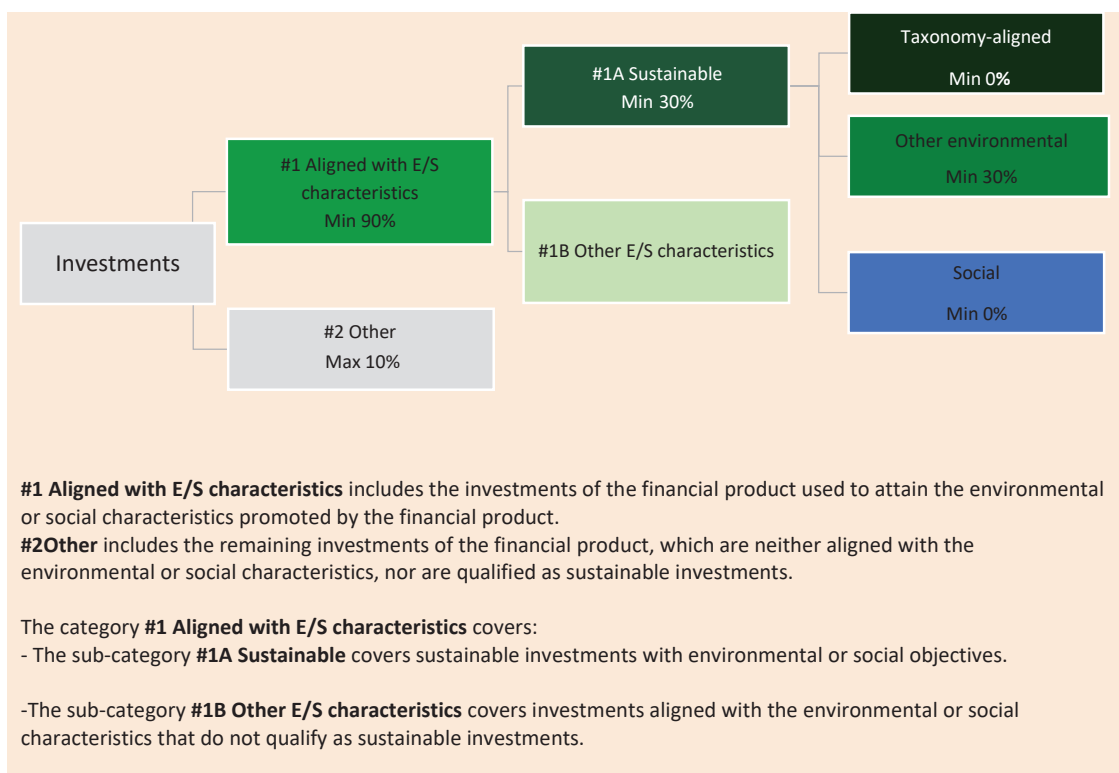 Taxonomy-aligned
Min 0%
#1A Sustainable
Min 30%
Other environmental
Min 30%
#1 Aligned with E/S
characteristics
Min 90%
#1B Other E/S characteristics
Investments
Social
Min 0%
#2 Other
Max 10%
#1 Aligned with E/S characteristics includes the investments of the financial product used to attain the environmental
or social characteristics promoted by the financial product.
#2Other includes the remaining investments of the financial product, which are neither aligned with the
environmental or social characteristics, nor are qualified as sustainable investments.
The category #1 Aligned with E/S characteristics covers:
- The sub-category #1A Sustainable covers sustainable investments with environmental or social objectives.
-The sub-category #1B Other E/S characteristics covers investments aligned with the environmental or social
characteristics that do not qualify as sustainable investments.